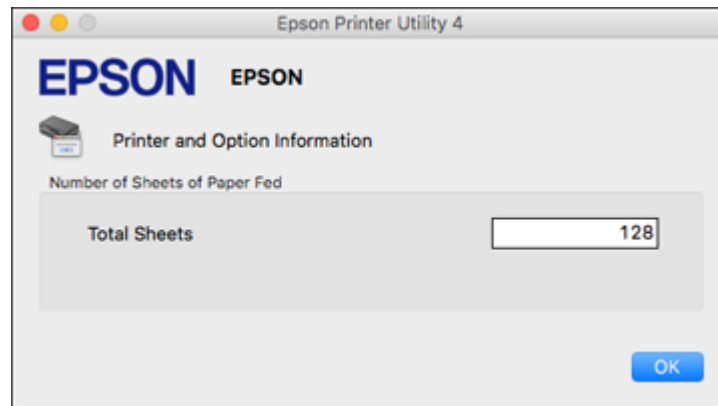 Epson Printer Utility 4
EPSON EPSON
Printer and Option Information
Number of Sheets of Paper Fed
Total Sheets 128
OK